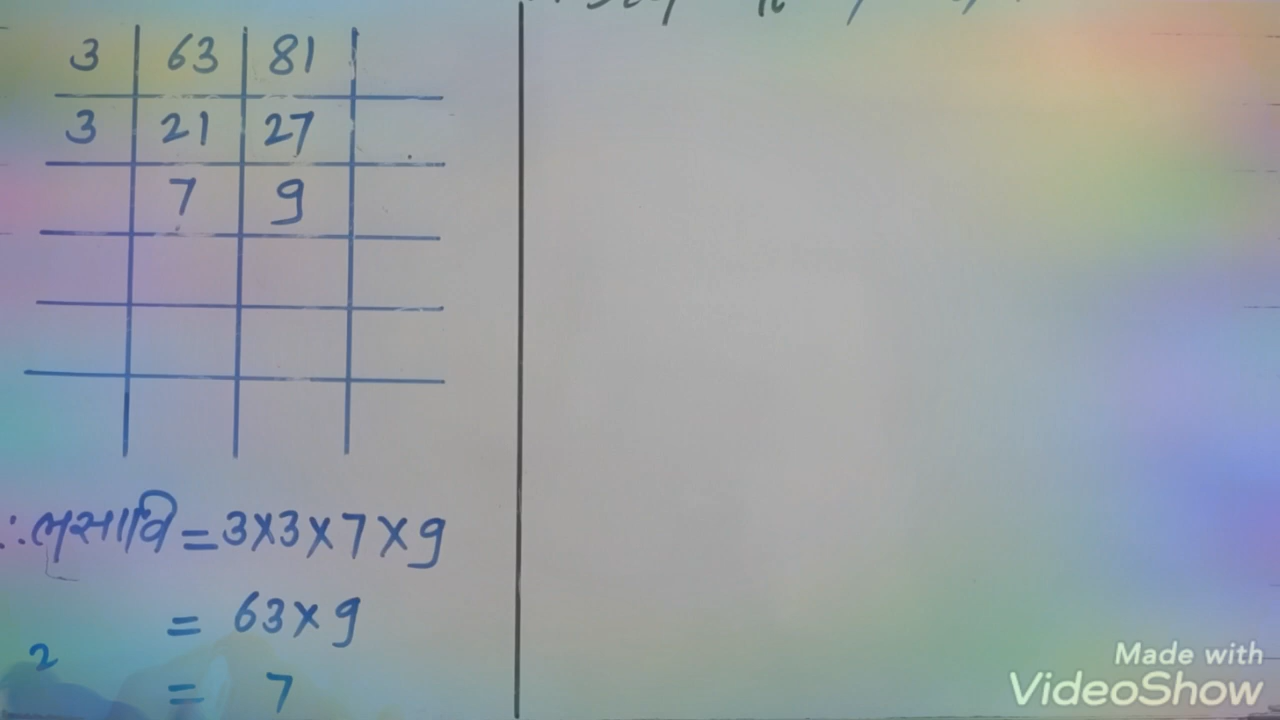 3 63 81
3 21 27
7 9
∴ લસાવિ = 3×3×7×9
= 63×9
2
= 7
Made with
VideoShow